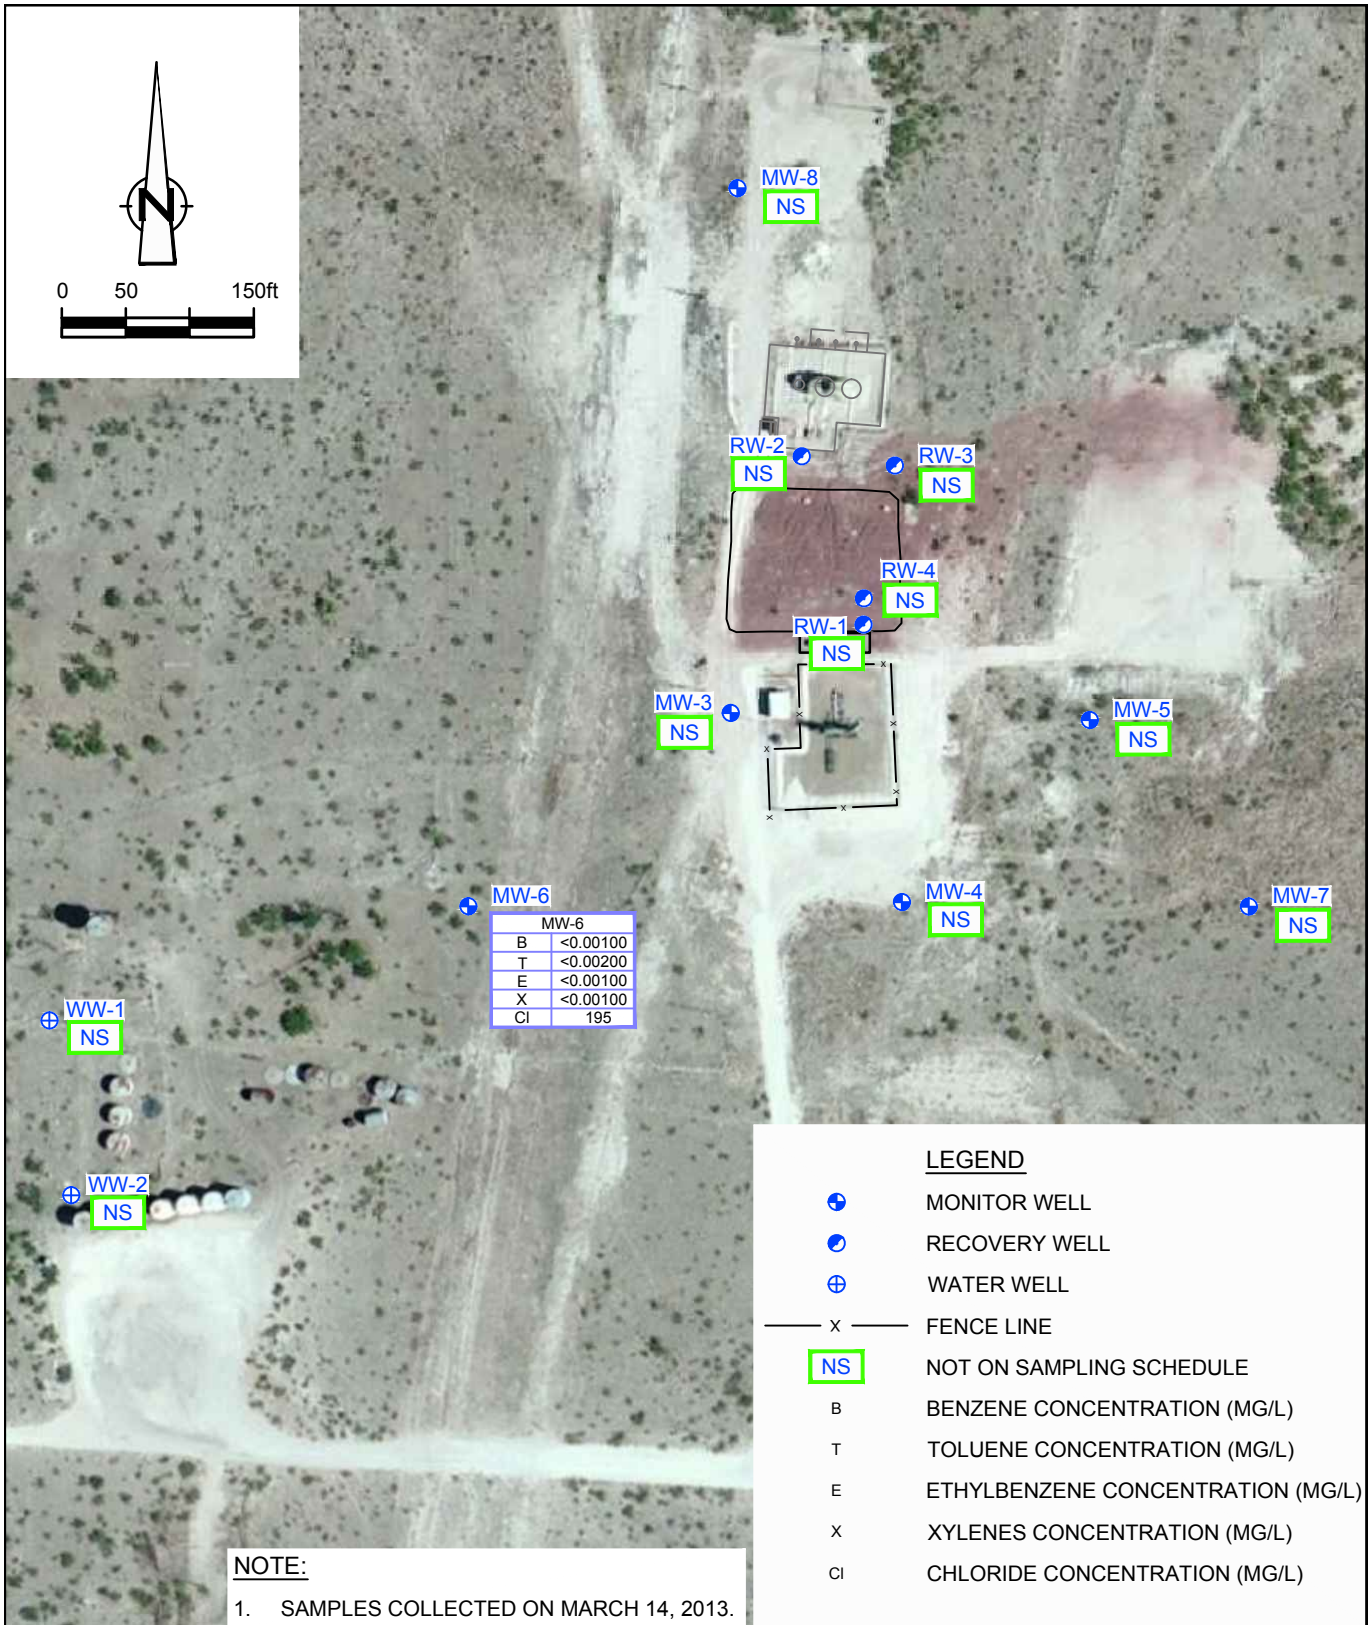 N
0 50 150ft
MW-8
NS
RW-2
NS
RW-3
NS
RW-4
NS
RW-1
NS
X
MW-3
NS
X
X
MW-5
NS
X
X
X
X
MW-6
MW-6
B <0.00100
T <0.00200
E <0.00100
X <0.00100
Cl 195
MW-4
NS
MW-7
NS
WW-1
NS
WW-2
NS
LEGEND
MONITOR WELL
RECOVERY WELL
WATER WELL
X FENCE LINE
NS NOT ON SAMPLING SCHEDULE
B BENZENE CONCENTRATION (MG/L)
T TOLUENE CONCENTRATION (MG/L)
E ETHYLBENZENE CONCENTRATION (MG/L)
X XYLENES CONCENTRATION (MG/L)
Cl CHLORIDE CONCENTRATION (MG/L)
NOTE:
1. SAMPLES COLLECTED ON MARCH 14, 2013.